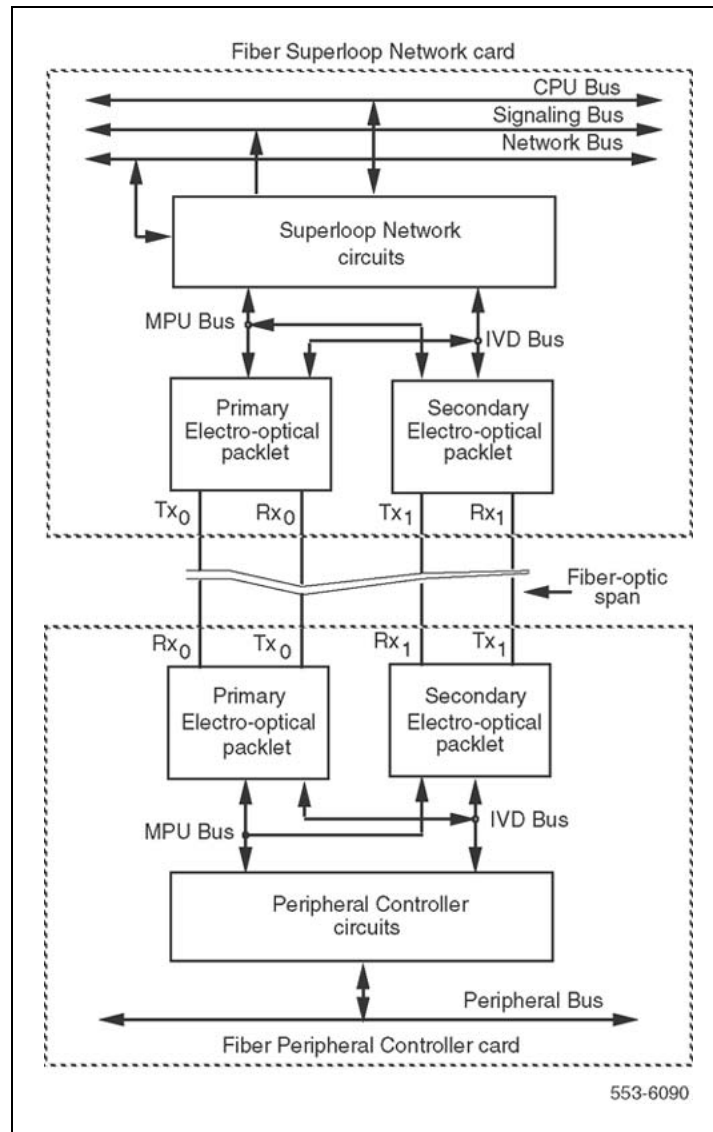 Fiber Superloop Network card
CPU Bus
Signaling Bus
Network Bus
Superloop Network
circuits
MPU Bus
IVD Bus
Primary
Electro-optical
packlet
Secondary
Electro-optical
packlet
Tx0
Rx0
Tx1
Rx1
Fiber-optic
span
Rx0
Tx0
Rx1
Tx1
Primary
Electro-optical
packlet
Secondary
Electro-optical
packlet
MPU Bus
IVD Bus
Peripheral Controller
circuits
Peripheral Bus
Fiber Peripheral Controller card
553-6090